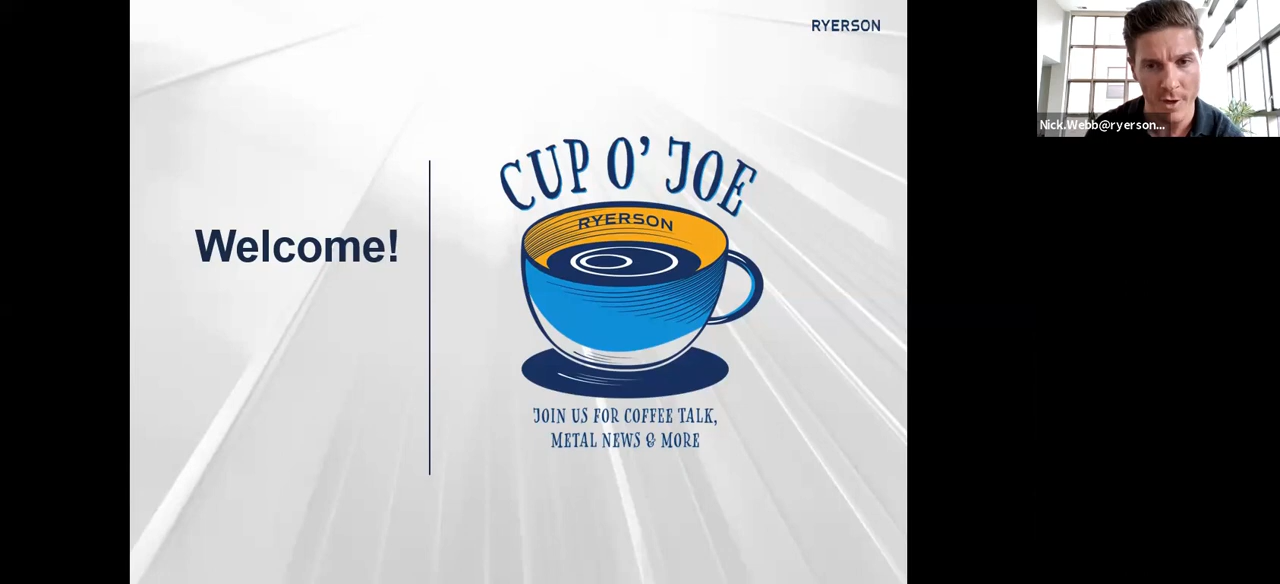 RYERSON
Nick.Webb@ryerson...
CUP O' JOE
RYERSON
Welcome!
JOIN US FOR COFFEE TALK,
METAL NEWS & MORE